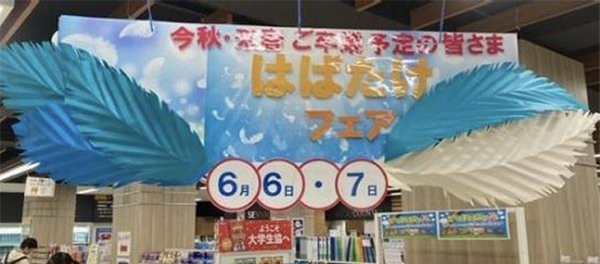 今秋・来春 ご卒業予定の皆さま
はばたけ
フェア
6月6日・7日
ようこそ
大学生協へ